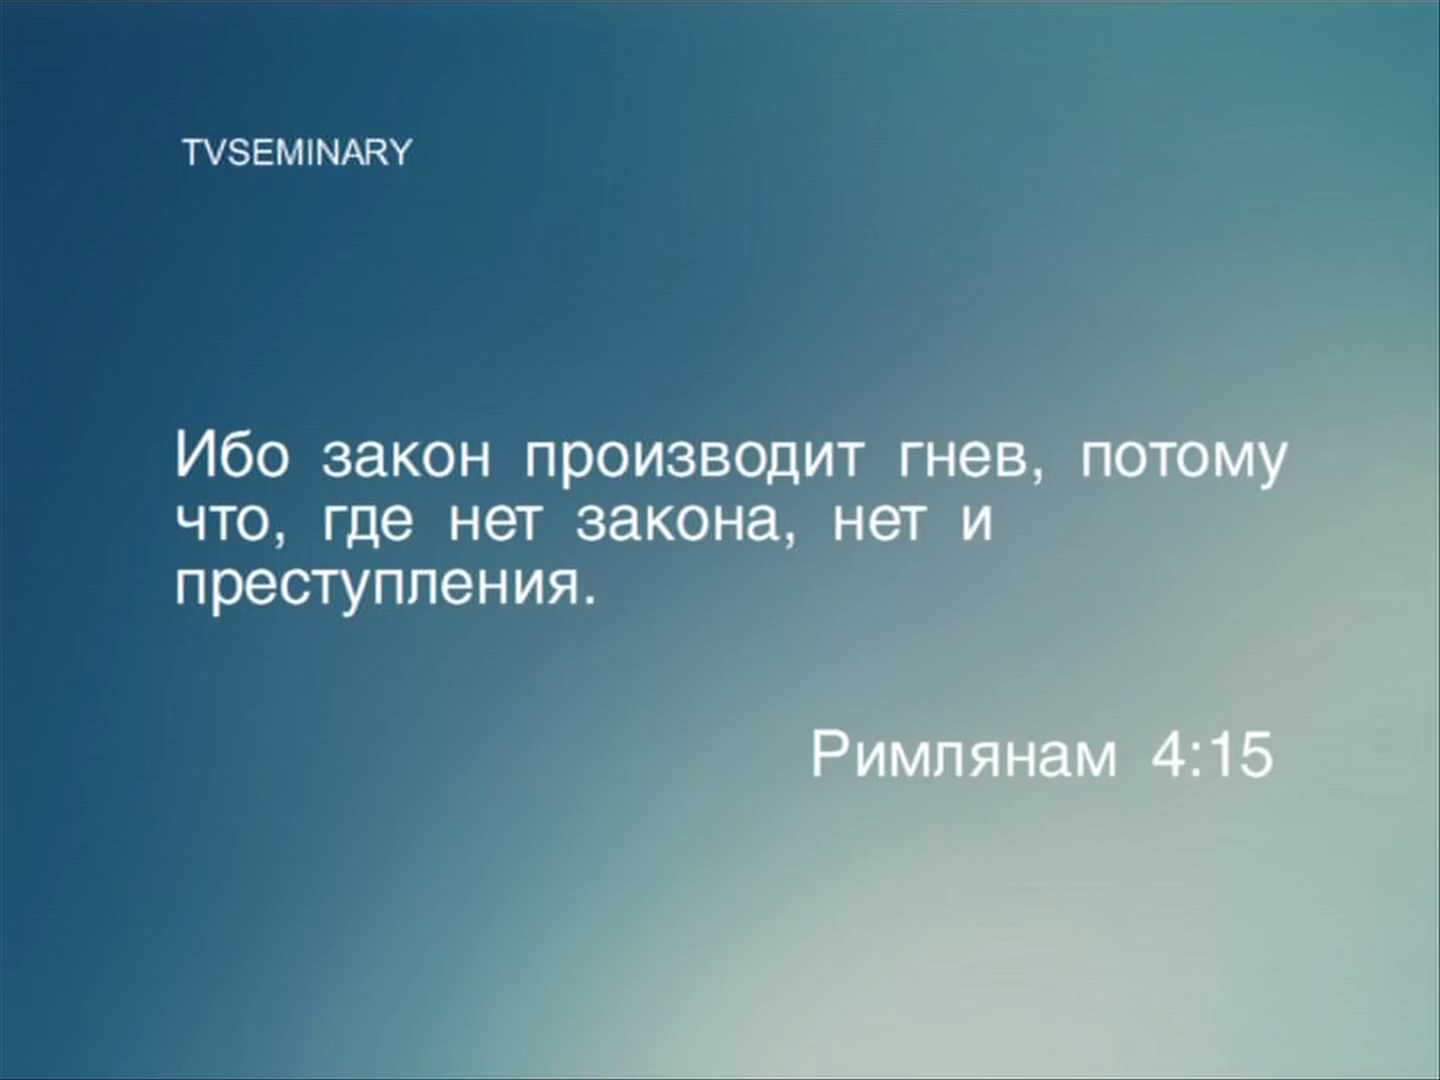 TVSEMINARY
Ибо закон производит гнев, потому
что, где нет закона, нет и
преступления.
Римлянам 4:15